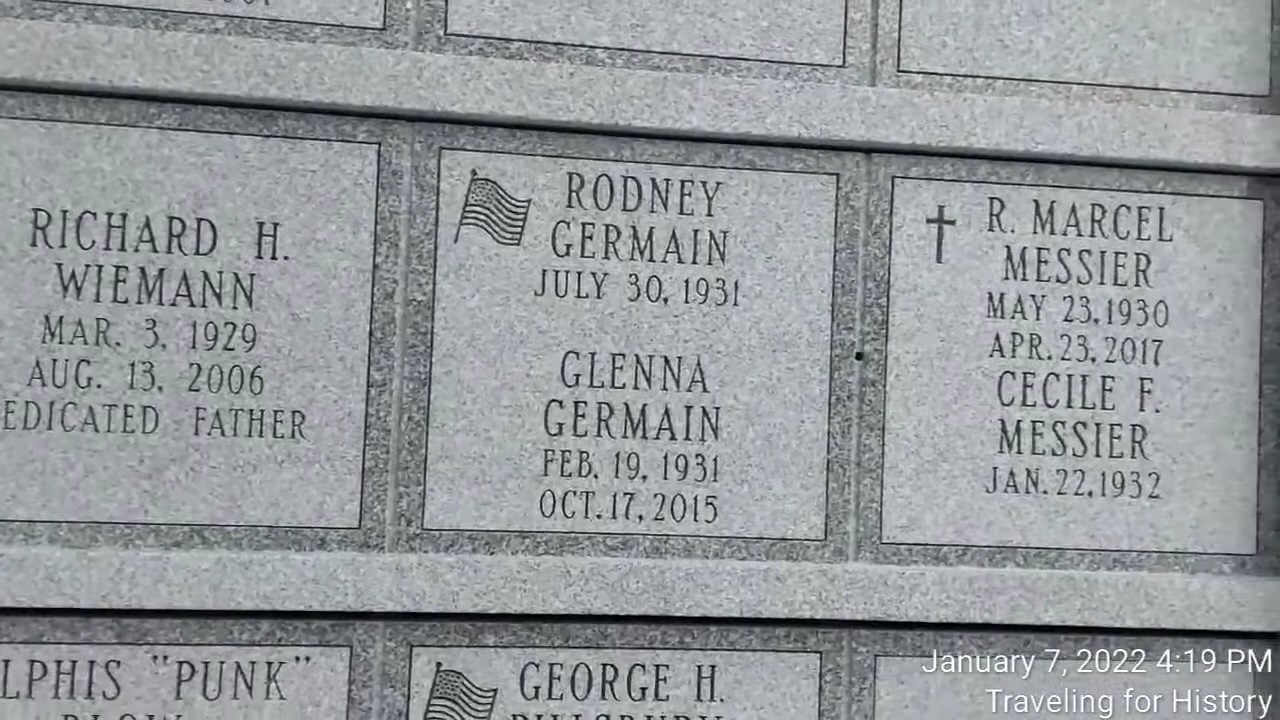 RICHARD H.
WIEMANN
MAR. 3, 1929
AUG. 13, 2006
EDICATED FATHER
RODNEY
GERMAIN
JULY 30, 1931
GLENNA
GERMAIN
FEB. 19, 1931
OCT. 17, 2015
R. MARCEL
MESSIER
MAY 23, 1930
APR. 23, 2017
CECILE F.
MESSIER
JAN. 22, 1932
LPHIS "PUNK"
GEORGE H.
January 7, 2022 4:19 PM
Traveling for History